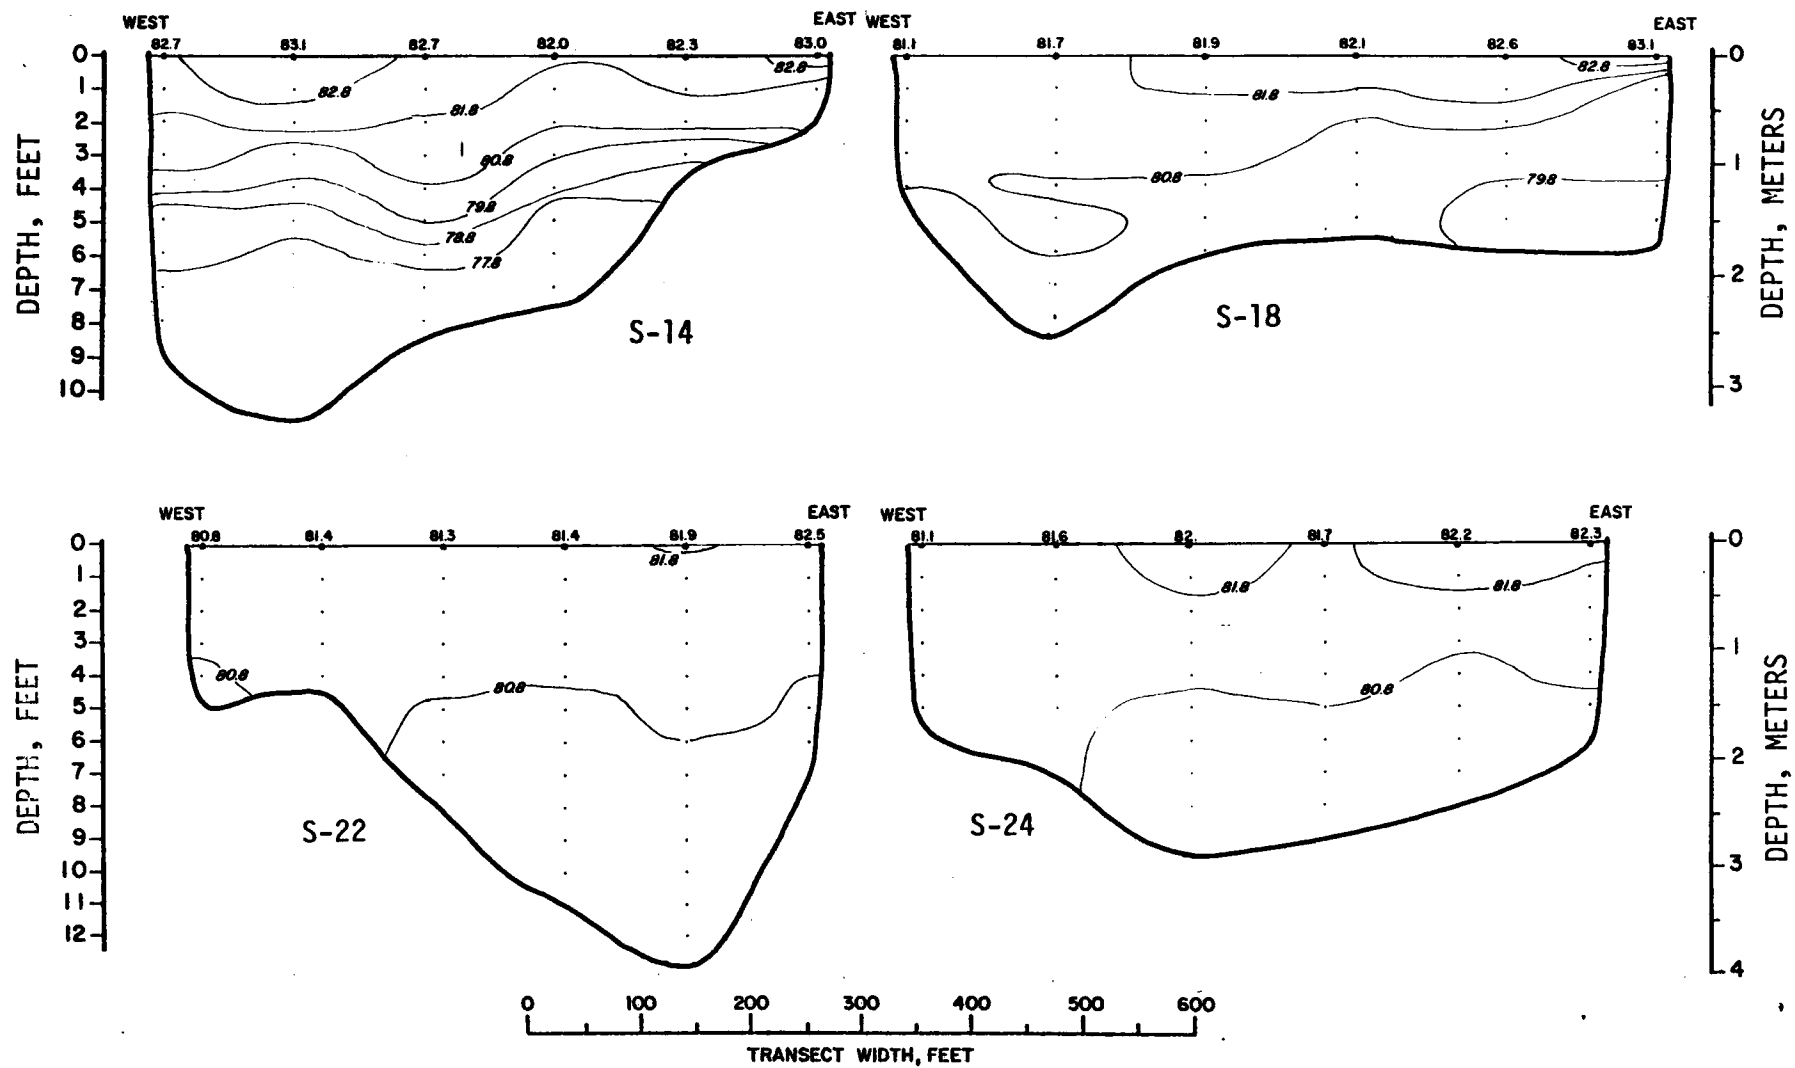 WEST EAST
82.7 83.1 82.7 82.0 82.3 83.0
0
1
2
3
4
5
6
7
8
9
10
DEPTH, FEET
82.8
82.8
81.8
80.8
79.8
78.8
77.8
S-14
WEST EAST
81.1 81.7 81.9 82.1 82.6 83.1
82.8
81.8
80.8
79.8
S-18
0
1
2
3
DEPTH, METERS
WEST EAST
80.8 81.4 81.3 81.4 81.9 82.5
0
1
2
3
4
5
6
7
8
9
10
11
12
DEPTH, FEET
81.8
80.8
80.8
S-22
WEST EAST
81.1 81.6 82. 81.7 82.2 82.3
81.8
81.8
80.8
S-24
0
1
2
3
4
DEPTH, METERS
0 100 200 300 400 500 600
TRANSECT WIDTH, FEET